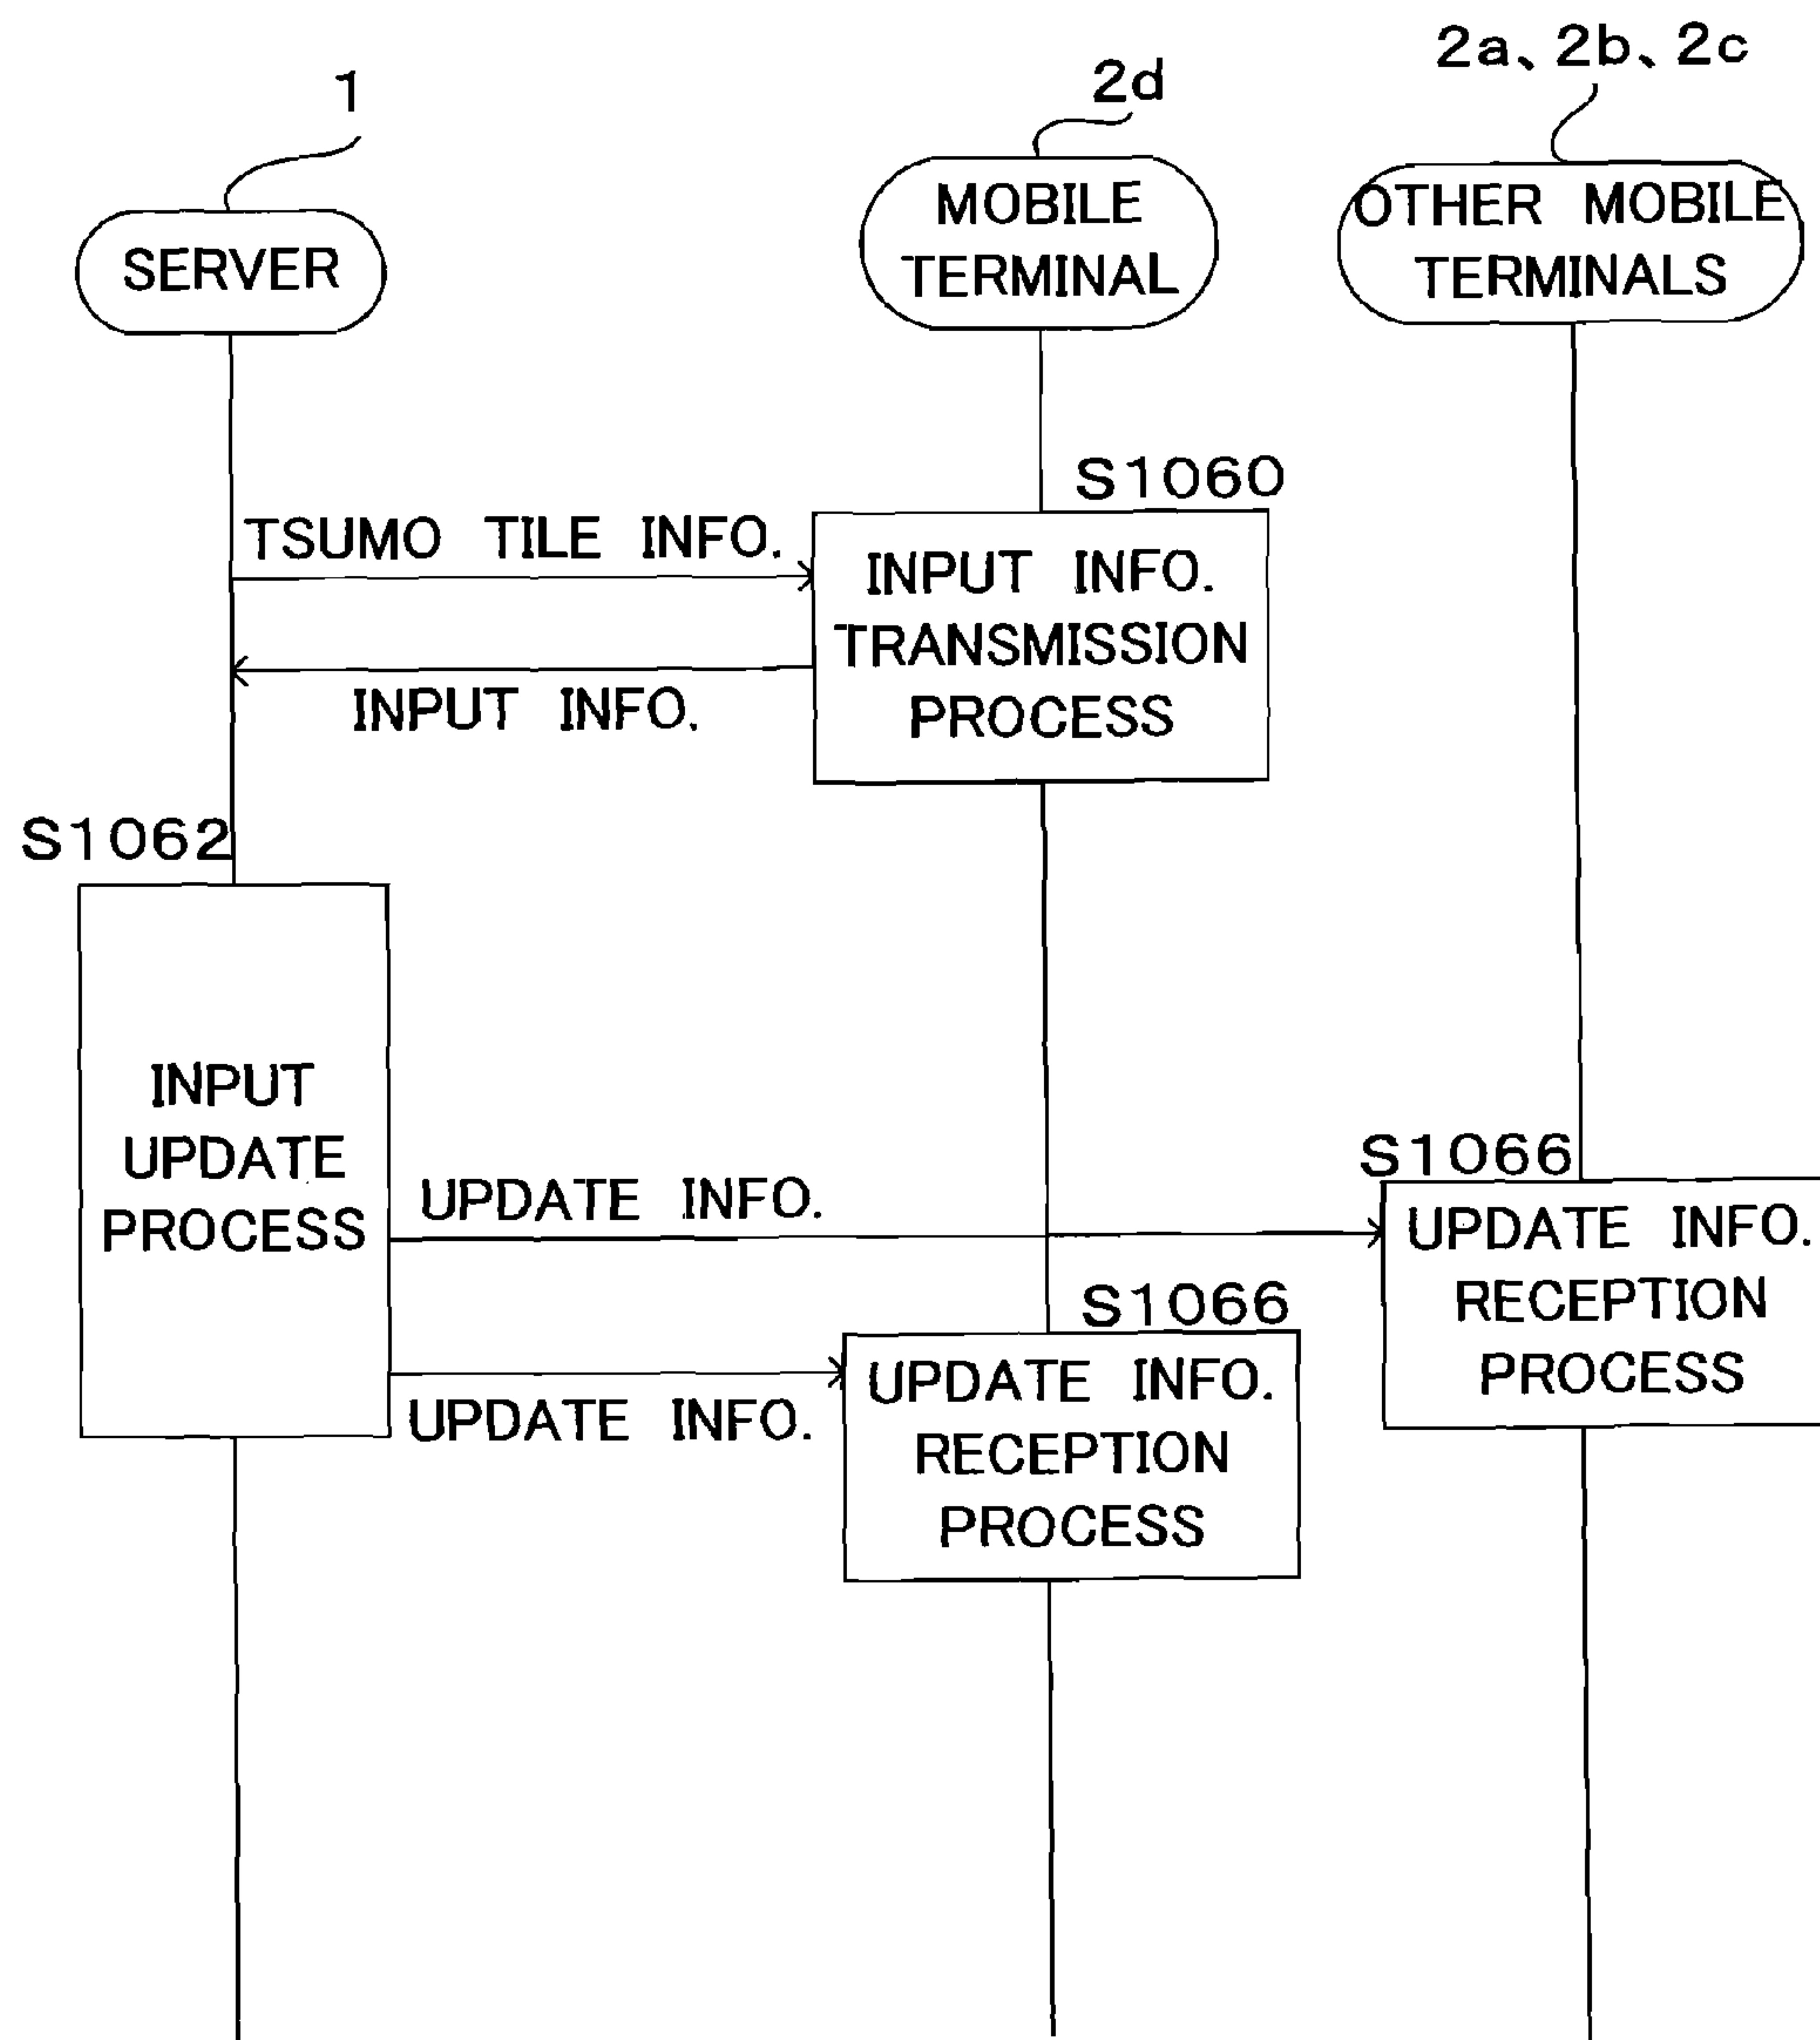 1
2d
2a、2b、2c
SERVER
MOBILE
TERMINAL
OTHER MOBILE
TERMINALS
S1060
TSUMO TILE INFO.
INPUT INFO.
TRANSMISSION
PROCESS
INPUT INFO.
S1062
INPUT
UPDATE
PROCESS
UPDATE INFO.
S1066
UPDATE INFO.
RECEPTION
PROCESS
S1066
UPDATE INFO.
RECEPTION
PROCESS
UPDATE INFO.